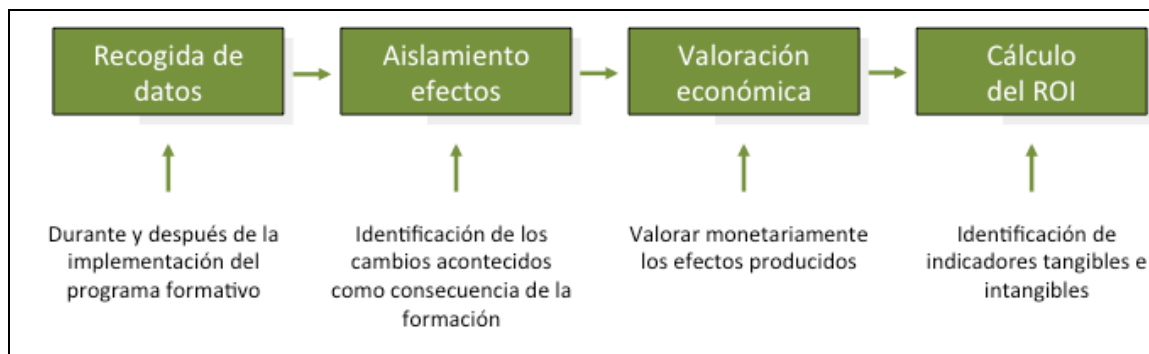 Recogida de
datos
Aislamiento
efectos
Valoración
económica
Cálculo
del ROI
Durante y después de la
implementación del
programa formativo
Identificación de los
cambios acontecidos
como consecuencia de la
formación
Valorar monetariamente
los efectos producidos
Identificación de
indicadores tangibles e
intangibles